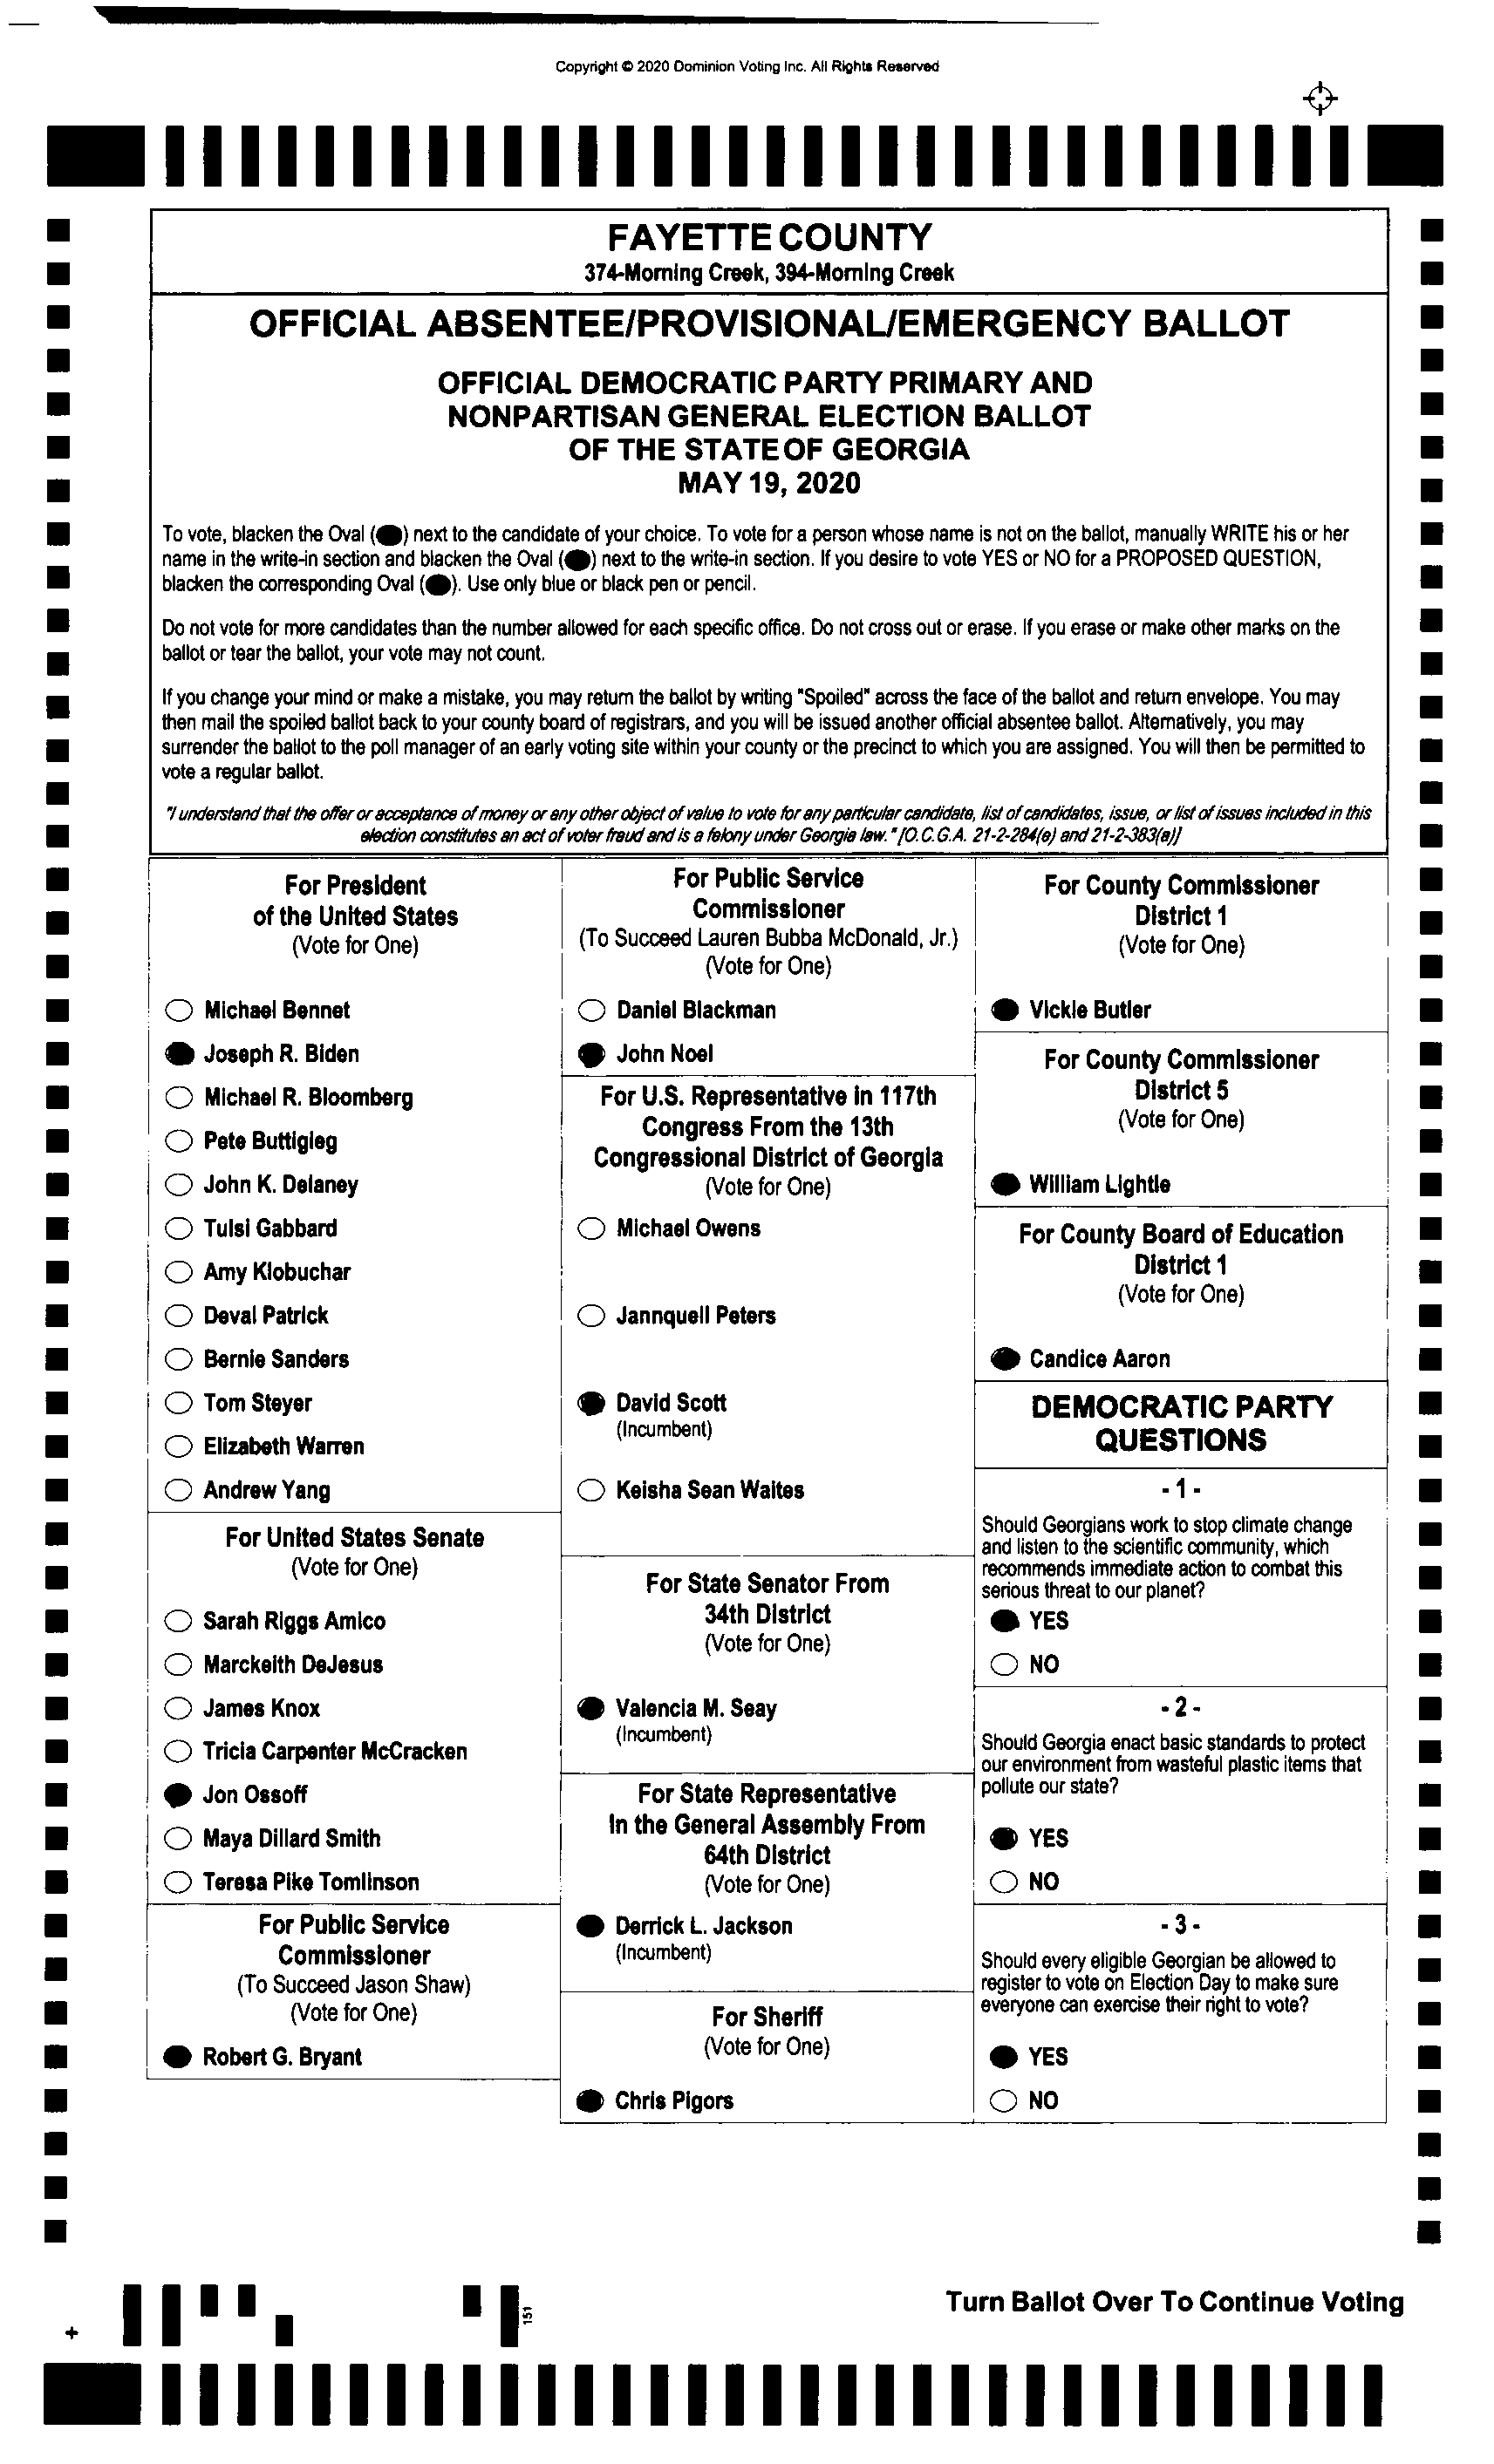 Copyright © 2020 Dominion Voting Inc. All Rights Reserved
FAYETTE COUNTY
374-Morning Creek, 394-Morning Creek
OFFICIAL ABSENTEE/PROVISIONAL/EMERGENCY BALLOT
OFFICIAL DEMOCRATIC PARTY PRIMARY AND
NONPARTISAN GENERAL ELECTION BALLOT
OF THE STATE OF GEORGIA
MAY 19, 2020
To vote, blacken the Oval ( ) next to the candidate of your choice. To vote for a person whose name is not on the ballot, manually WRITE his or her
name in the write-in section and blacken the Oval ( ) next to the write-in section. If you desire to vote YES or NO for a PROPOSED QUESTION,
blacken the corresponding Oval ( ). Use only blue or black pen or pencil.
Do not vote for more candidates than the number allowed for each specific office. Do not cross out or erase. If you erase or make other marks on the
ballot or tear the ballot, your vote may not count.
If you change your mind or make a mistake, you may return the ballot by writing "Spoiled" across the face of the ballot and return envelope. You may
then mail the spoiled ballot back to your county board of registrars, and you will be issued another official absentee ballot. Alternatively, you may
surrender the ballot to the poll manager of an early voting site within your county or the precinct to which you are assigned. You will then be permitted to
vote a regular ballot.
"I understand that the offer or acceptance of money or any other object of value to vote for any particular candidate, list of candidates, issue, or list of issues included in this
election constitutes an act of voter fraud and is a felony under Georgia law." [O.C.G.A. 21-2-284(e) and 21-2-383(a)]
For President
of the United States
(Vote for One)
Michael Bennet
Joseph R. Biden
Michael R. Bloomberg
Pete Buttigieg
John K. Delaney
Tulsi Gabbard
Amy Klobuchar
Deval Patrick
Bernie Sanders
Tom Steyer
Elizabeth Warren
Andrew Yang
For United States Senate
(Vote for One)
Sarah Riggs Amico
Marckeith DeJesus
James Knox
Tricia Carpenter McCracken
Jon Ossoff
Maya Dillard Smith
Teresa Pike Tomlinson
For Public Service
Commissioner
(To Succeed Jason Shaw)
(Vote for One)
Robert G. Bryant
For Public Service
Commissioner
(To Succeed Lauren Bubba McDonald, Jr.)
(Vote for One)
Daniel Blackman
John Noel
For U.S. Representative in 117th
Congress From the 13th
Congressional District of Georgia
(Vote for One)
Michael Owens
Jannquell Peters
David Scott
(Incumbent)
Keisha Sean Waites
For State Senator From
34th District
(Vote for One)
Valencia M. Seay
(Incumbent)
For State Representative
In the General Assembly From
64th District
(Vote for One)
Derrick L. Jackson
(Incumbent)
For Sheriff
(Vote for One)
Chris Pigors
For County Commissioner
District 1
(Vote for One)
Vickie Butler
For County Commissioner
District 5
(Vote for One)
William Lightle
For County Board of Education
District 1
(Vote for One)
Candice Aaron
DEMOCRATIC PARTY
QUESTIONS
- 1 -
Should Georgians work to stop climate change
and listen to the scientific community, which
recommends immediate action to combat this
serious threat to our planet?
YES
NO
- 2 -
Should Georgia enact basic standards to protect
our environment from wasteful plastic items that
pollute our state?
YES
NO
- 3 -
Should every eligible Georgian be allowed to
register to vote on Election Day to make sure
everyone can exercise their right to vote?
YES
NO
151
Turn Ballot Over To Continue Voting